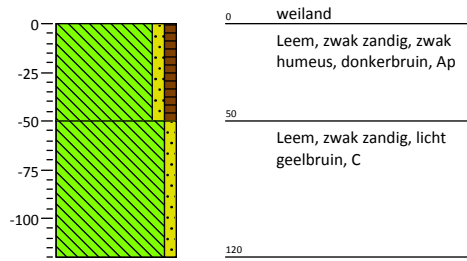 0
-25
-50
-75
-100
0
weiland
Leem, zwak zandig, zwak
humeus, donkerbruin, Ap
50
Leem, zwak zandig, licht
geelbruin, C
120